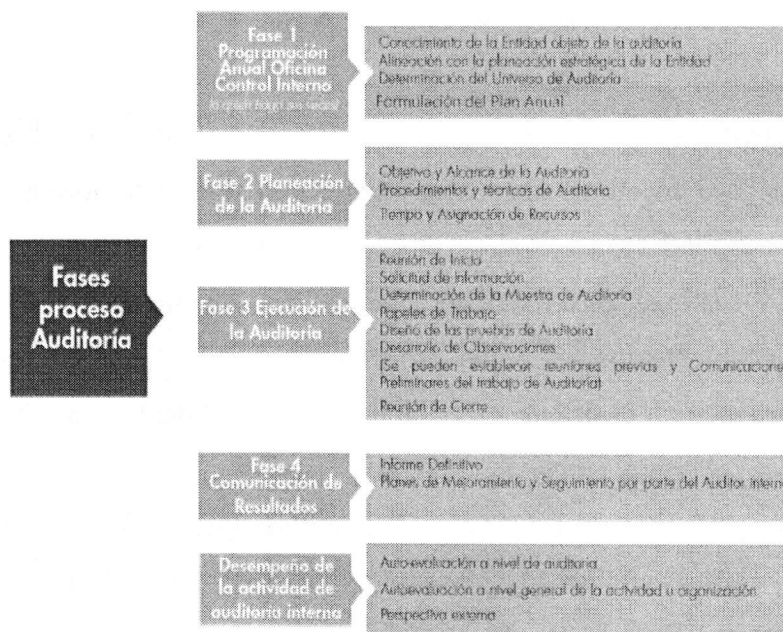 Fases
proceso
Auditoría
Fase 1
Programación
Anual Oficina
Control Interno
Conocimiento de la Entidad objeto de la auditoría
Alineación con la planeación estratégica de la Entidad
Determinación del Universo de Auditoría
Formulación del Plan Anual
Fase 2 Planeación
de la Auditoría
Objetivo y Alcance de la Auditoría
Procedimientos y técnicas de Auditoría
Tiempo y Asignación de Recursos
Fase 3 Ejecución de
la Auditoría
Reunión de Inicio
Solicitud de información
Determinación de la Muestra de Auditoría
Papeles de Trabajo
Diseño de las pruebas de Auditoría
Desarrollo de Observaciones
(Se pueden establecer reuniones previas y Comunicacione
Preliminares del trabajo de Auditoria)
Reunión de Cierre
Fase 4
Comunicación de
Resultados
Informe Definitivo
Planes de Mejoramiento y Seguimiento por parte del Auditor intern
Desempeño de
la actividad de
auditoría interna
Auto-evaluación a nivel de auditoría
Autoevaluación a nivel general de la actividad u organización
Perspectiva externa